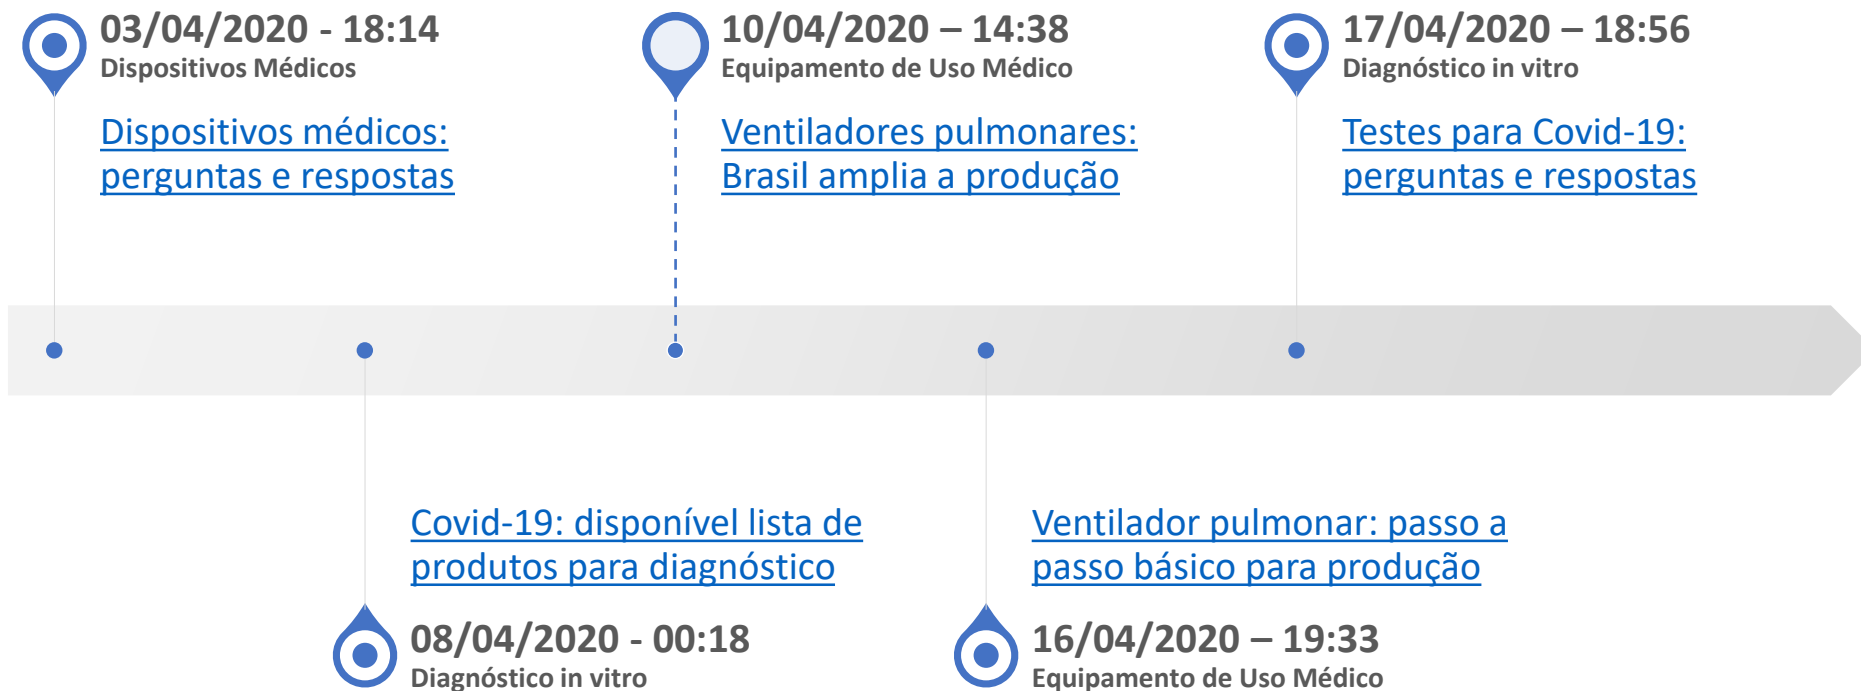 03/04/2020 - 18:14
Dispositivos Médicos
Dispositivos médicos:
perguntas e respostas
10/04/2020 – 14:38
Equipamento de Uso Médico
Ventiladores pulmonares:
Brasil amplia a produção
17/04/2020 – 18:56
Diagnóstico in vitro
Testes para Covid-19:
perguntas e respostas
Covid-19: disponível lista de
produtos para diagnóstico
08/04/2020 - 00:18
Diagnóstico in vitro
Ventilador pulmonar: passo a
passo básico para produção
16/04/2020 – 19:33
Equipamento de Uso Médico